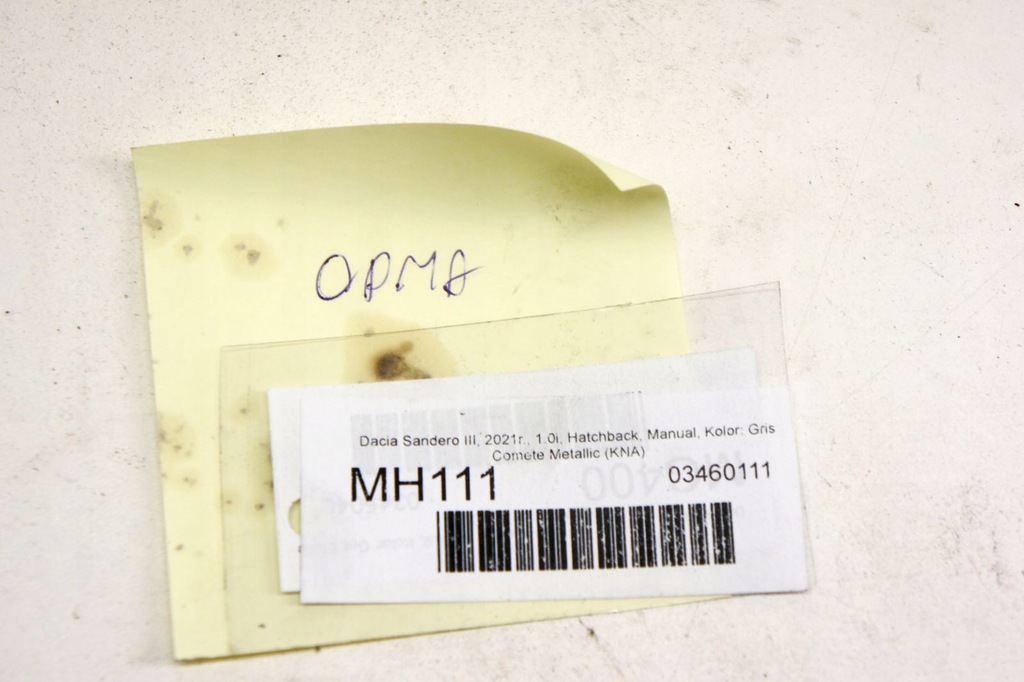 OPMA
Dacia Sandero III, 2021r., 1.0i, Hatchback, Manual, Kolor: Gris
Comete Metallic (KNA)
MH111
03460111